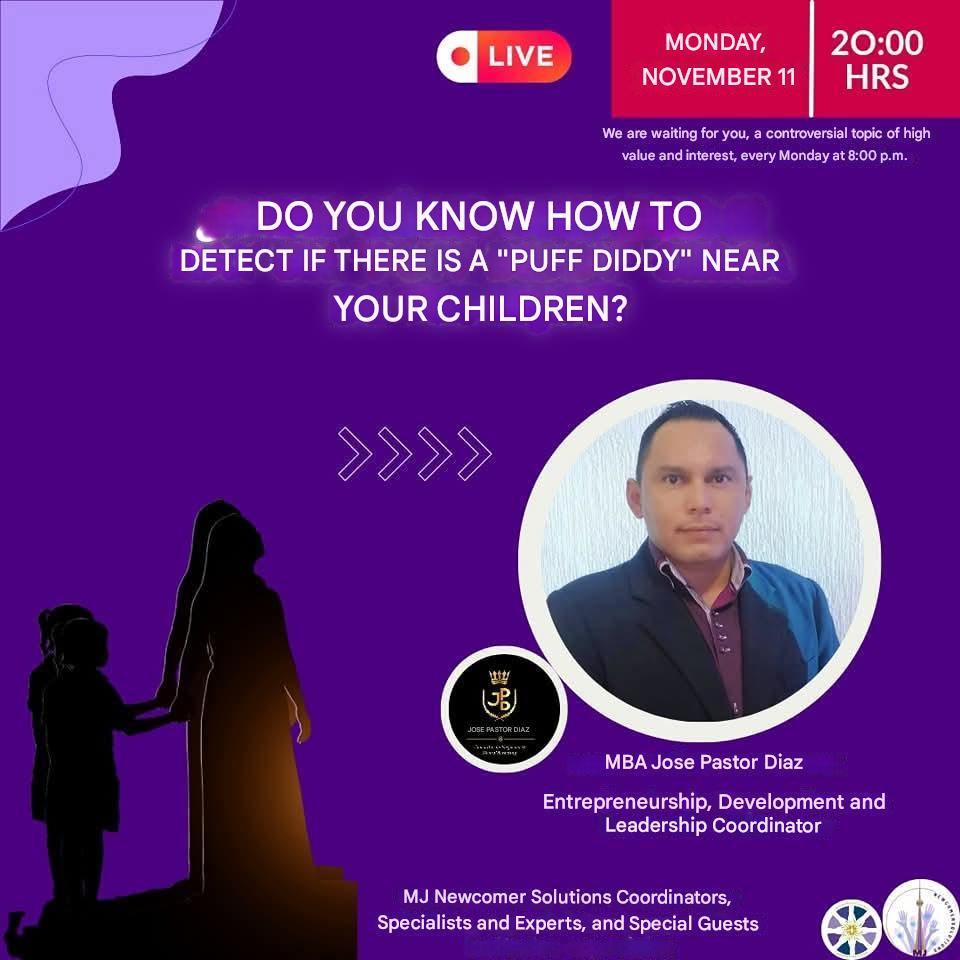 LIVE
MONDAY,
NOVEMBER 11
20:00
HRS
We are waiting for you, a controversial topic of high
value and interest, every Monday at 8:00 p.m.
DO YOU KNOW HOW TO
DETECT IF THERE IS A "PUFF DIDDY" NEAR
YOUR CHILDREN?
JPD
JOSE PASTOR DIAZ
MBA Jose Pastor Diaz
Entrepreneurship, Development and
Leadership Coordinator
MJ Newcomer Solutions Coordinators,
Specialists and Experts, and Special Guests
MJ